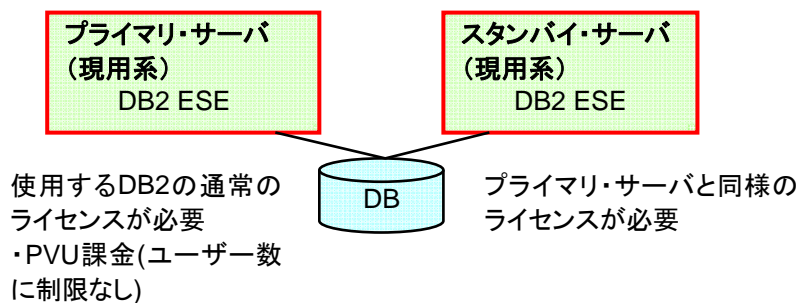 プライマリ・サーバ
(現用系)
DB2 ESE
スタンバイ・サーバ
(現用系)
DB2 ESE
DB
使用するDB2の通常の
ライセンスが必要
・PVU課金(ユーザー数
に制限なし)
プライマリ・サーバと同様の
ライセンスが必要